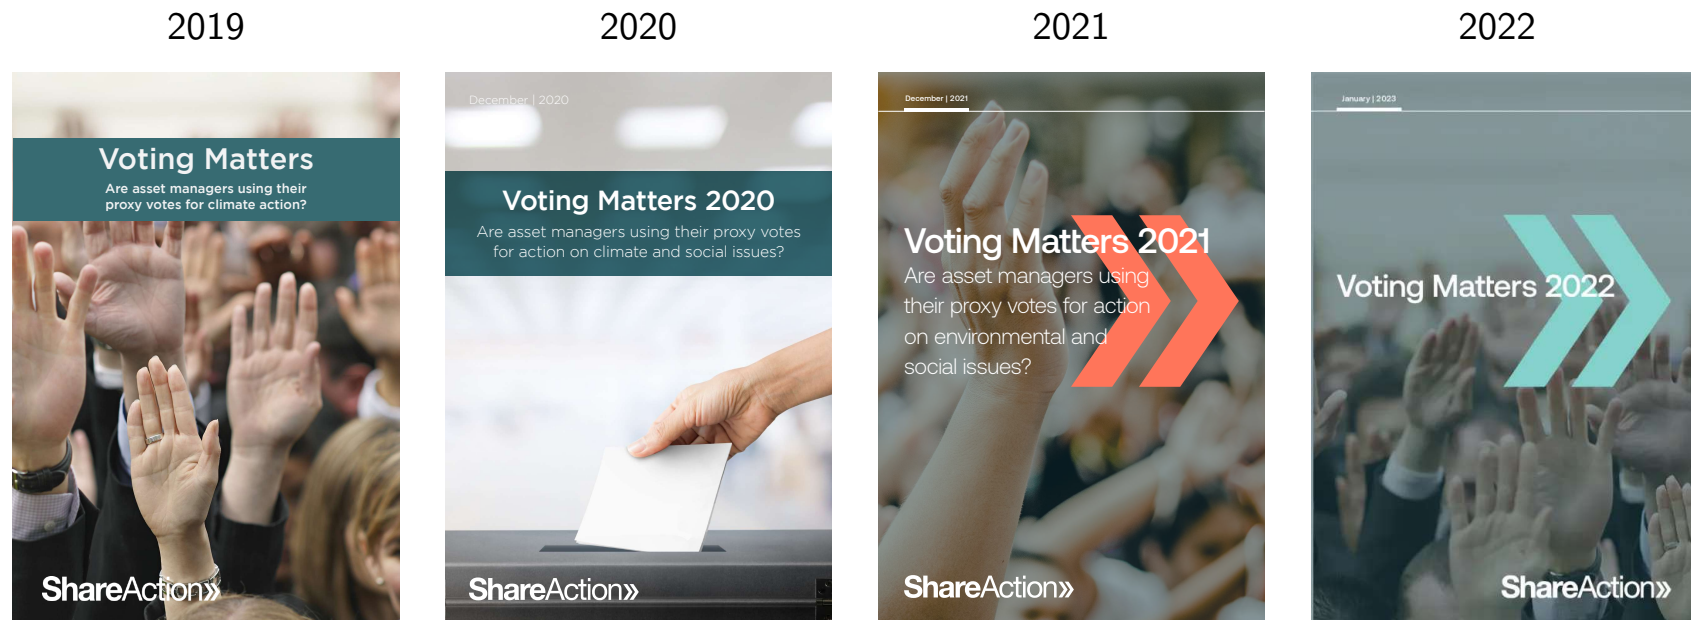 2019
2020
2021
2022
Voting Matters
Are asset managers using their
proxy votes for climate action?
ShareAction»
December | 2020
Voting Matters 2020
Are asset managers using their proxy votes
for action on climate and social issues?
ShareAction»
December | 2021
Voting Matters 2021
Are asset managers using
their proxy votes for action
on environmental and
social issues?
ShareAction»
January | 2023
Voting Matters 2022
ShareAction»